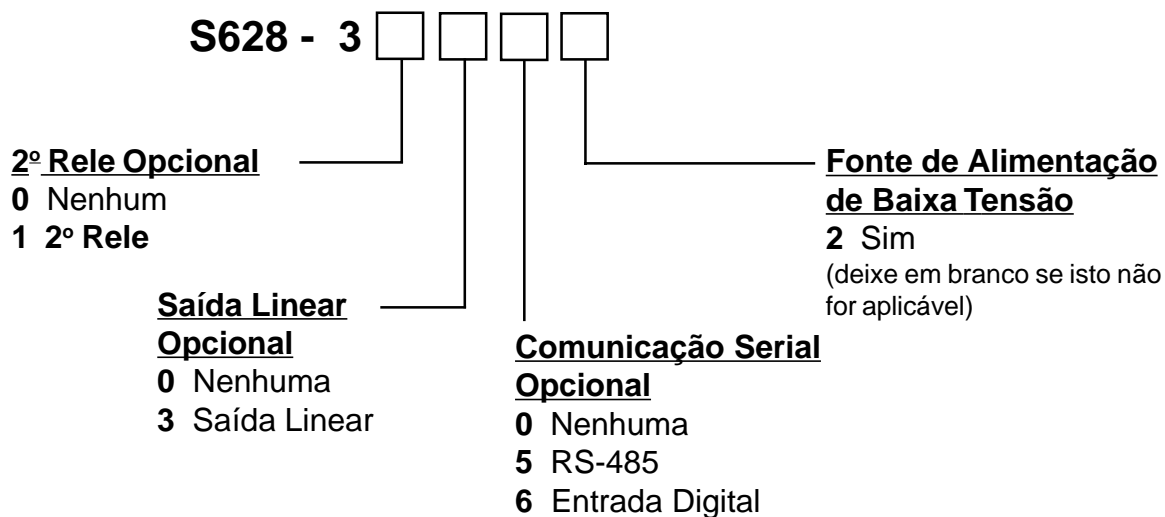 S628 - 3
2º Rele Opcional
0 Nenhum
1 2º Rele
Saída Linear
Opcional
0 Nenhuma
3 Saída Linear
Comunicação Serial
Opcional
0 Nenhuma
5 RS-485
6 Entrada Digital
Fonte de Alimentação
de Baixa Tensão
2 Sim
(deixe em branco se isto não
for aplicável)